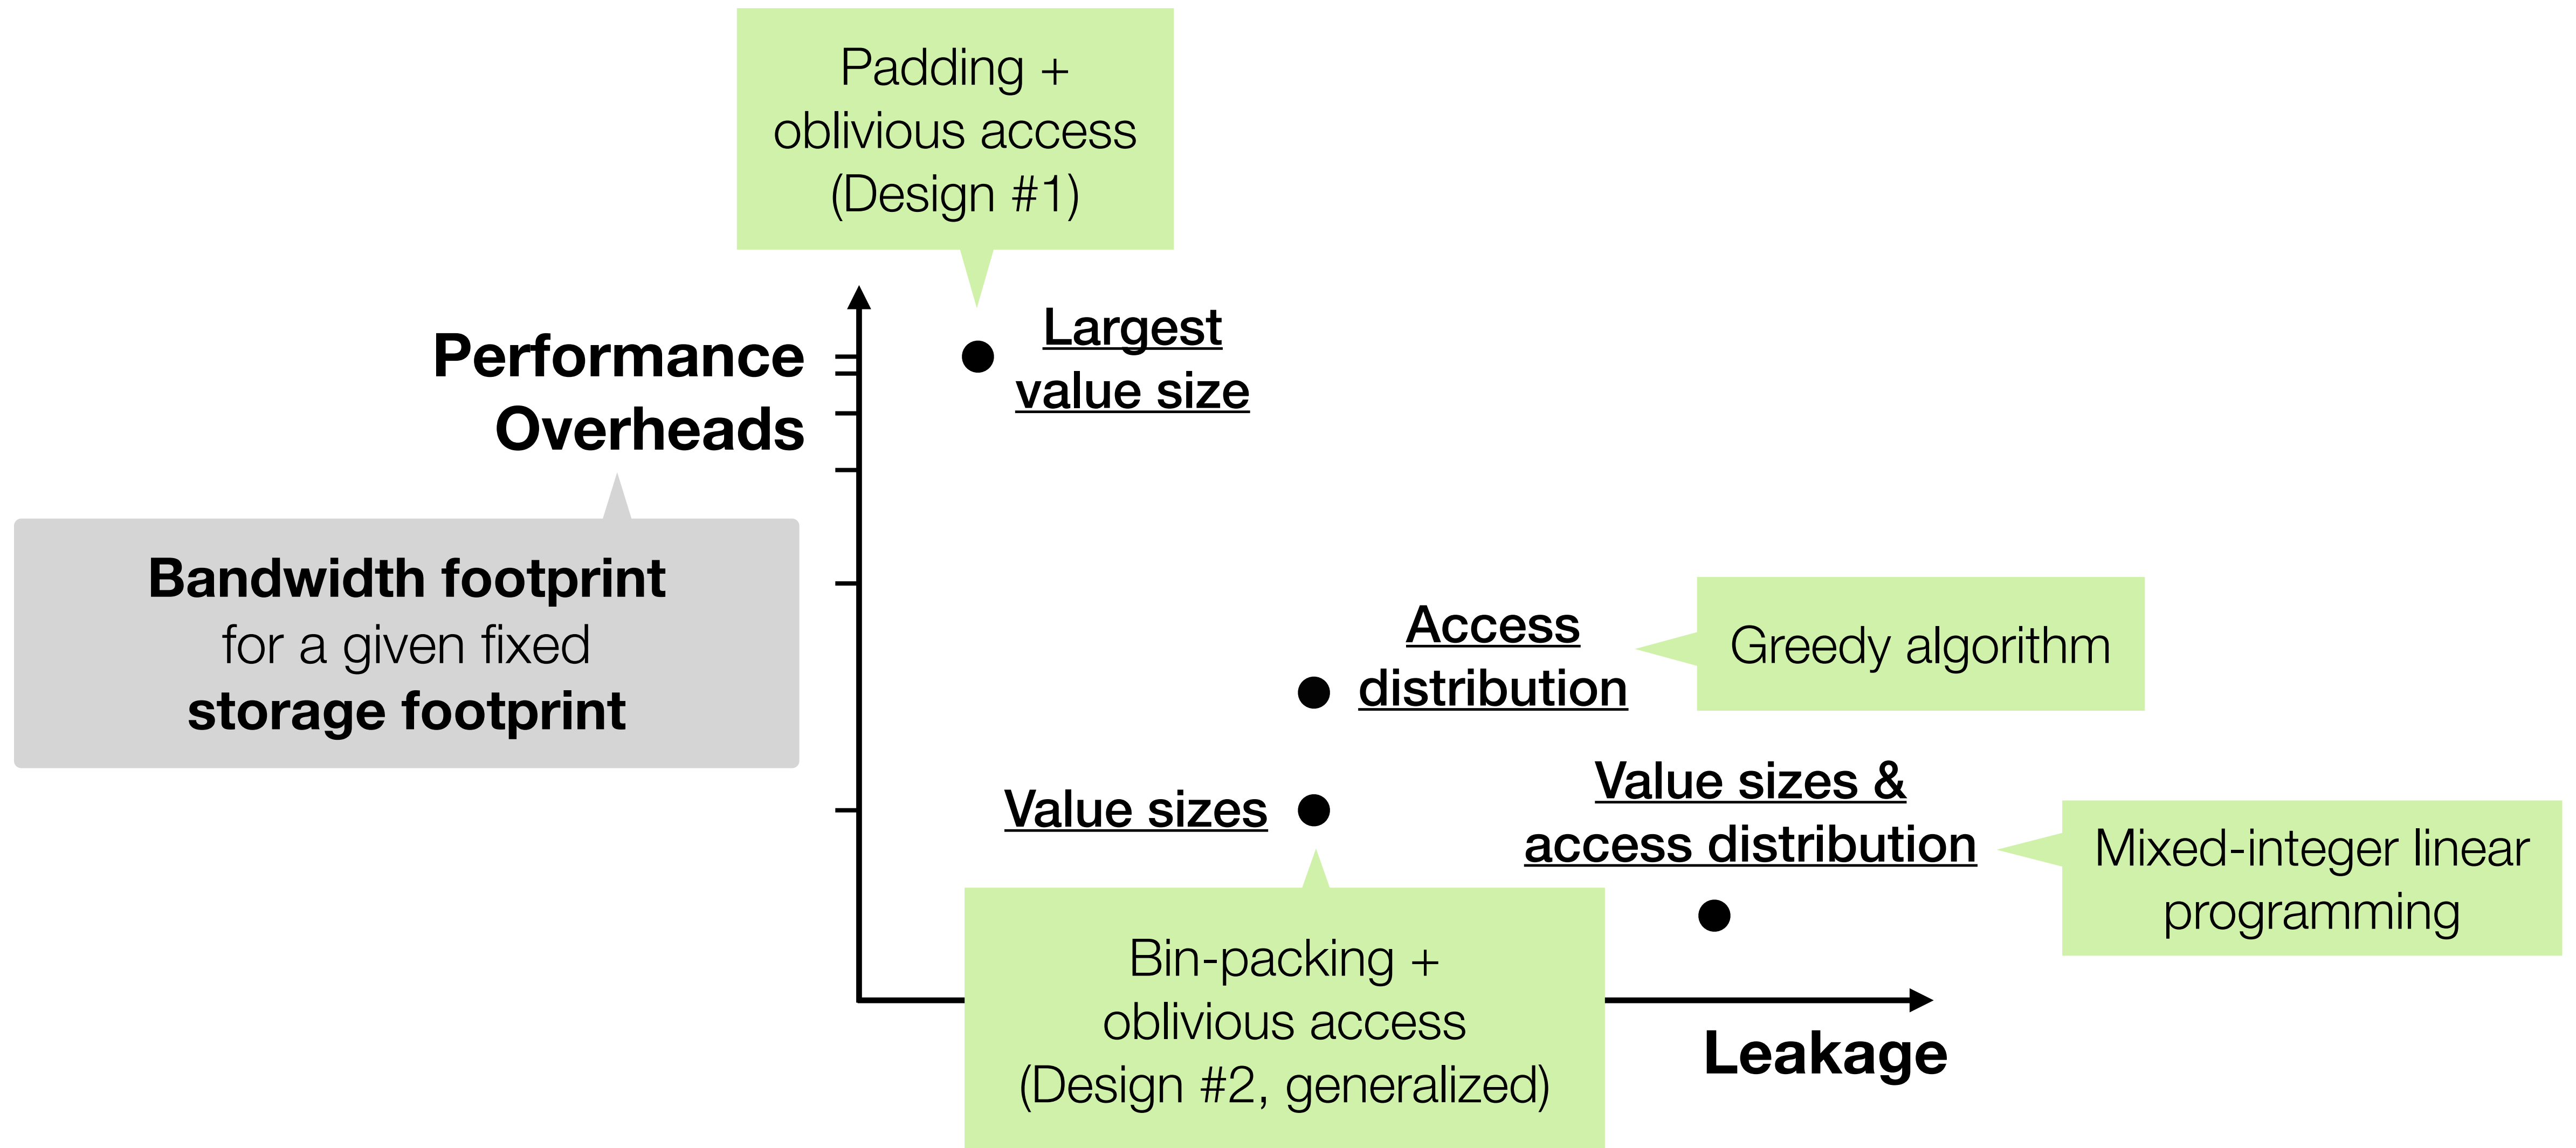 Padding +
oblivious access
(Design #1)
Performance
Overheads
Largest
value size
Bandwidth footprint
for a given fixed
storage footprint
Access
distribution
Greedy algorithm
Value sizes
Value sizes &
access distribution
Mixed-integer linear
programming
Bin-packing +
oblivious access
(Design #2, generalized)
Leakage